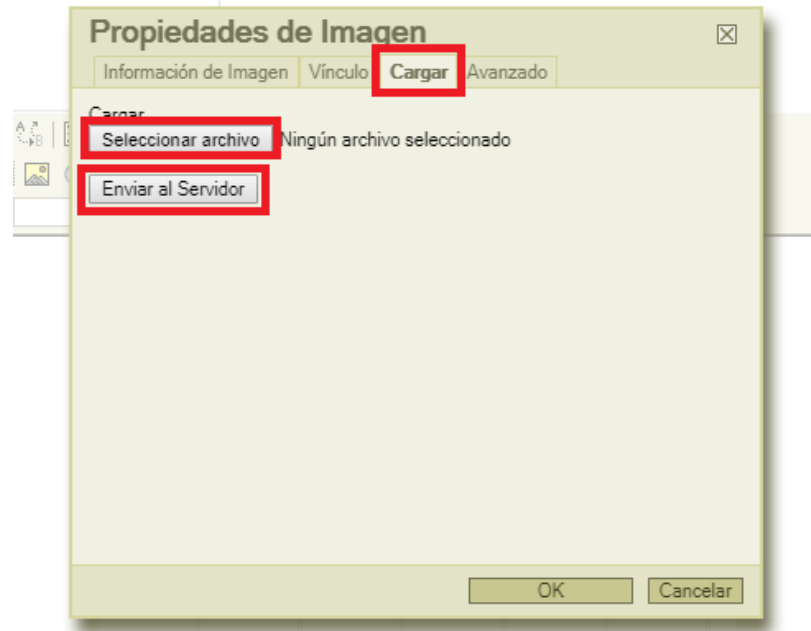 Propiedades de Imagen
Información de Imagen Vínculo Cargar Avanzado
Cargar
Seleccionar archivo Ningún archivo seleccionado
Enviar al Servidor
OK Cancelar